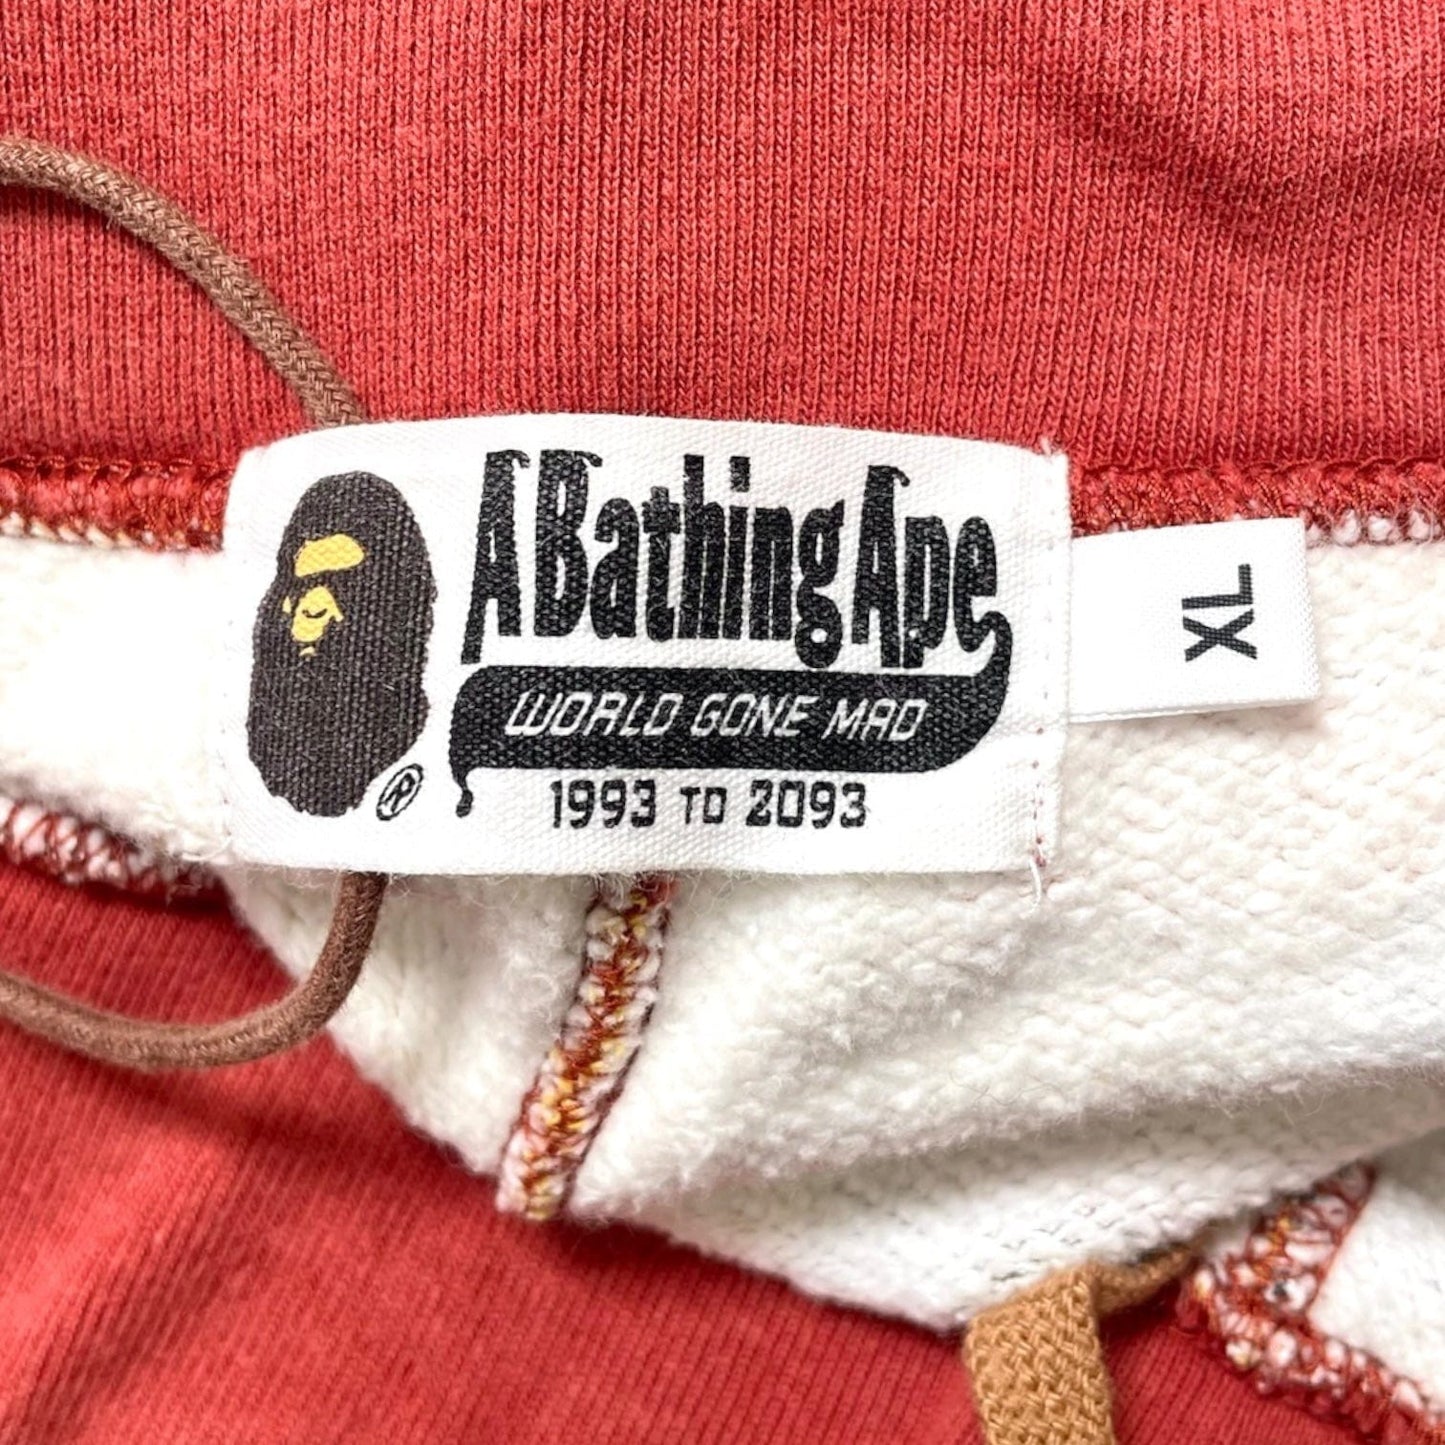 A Bathing Ape
WORLD GONE MAD
1993 TO 2093
®
XL